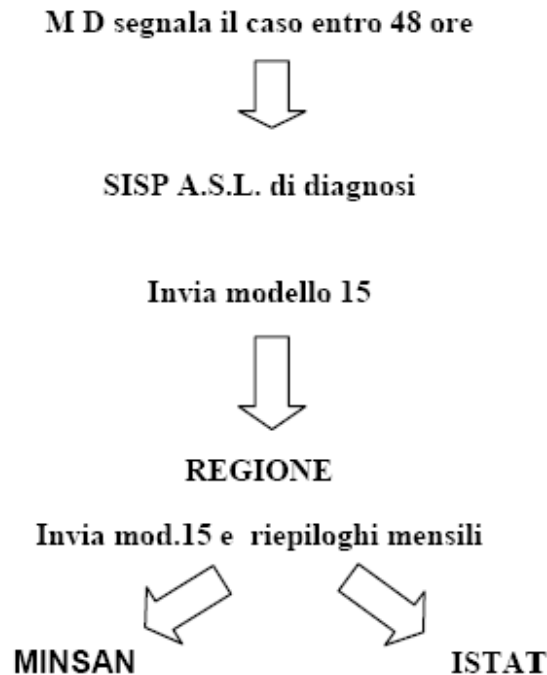 M D segnala il caso entro 48 ore
SISP A.S.L. di diagnosi
Invia modello 15
REGIONE
Invia mod.15 e riepiloghi mensili
MINSAN
ISTAT